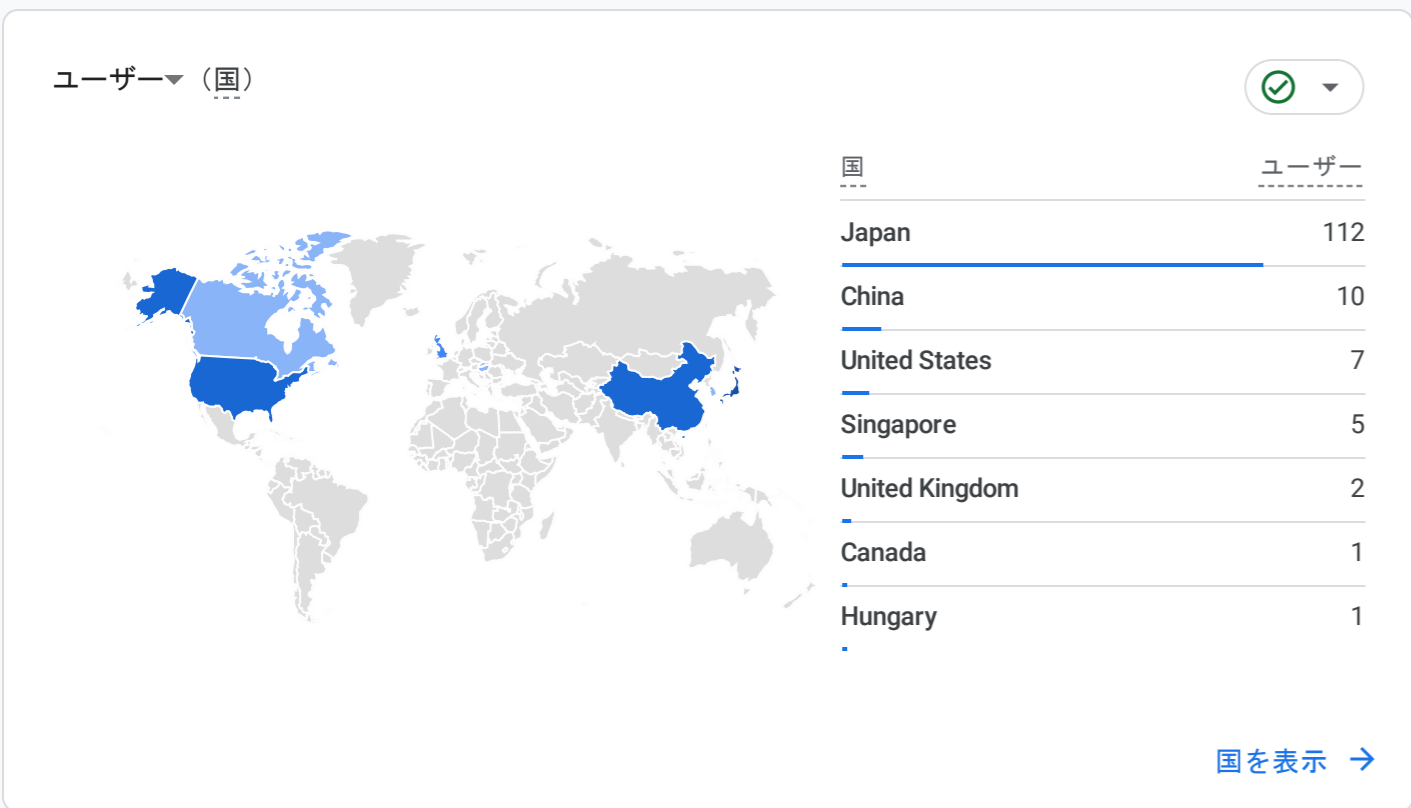 ユーザー （国）
国 ユーザー
Japan 112
China 10
United States 7
Singapore 5
United Kingdom 2
Canada 1
Hungary 1
国を表示